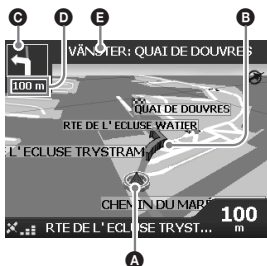 C
D
E
B
VÄNSTER: QUAI DE DOUVRES
100 m
QUAI DE DOUVRES
RTE DE L'ECLUSE WATIER
L'ECLUSE TRYSTRAM
CHEMIN DU MARÉ
RTE DE L'ECLUSE TRYST...
100
m
A